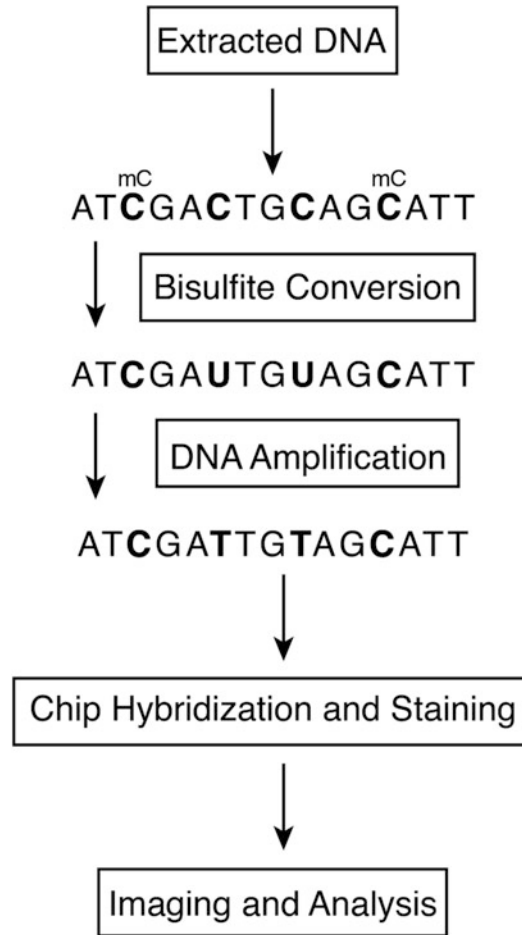 Extracted DNA
mC mC
ATCGACTGCAGCATT
Bisulfite Conversion
ATCGAUTGUAGCATT
DNA Amplification
ATCGATTGTAGCATT
Chip Hybridization and Staining
Imaging and Analysis